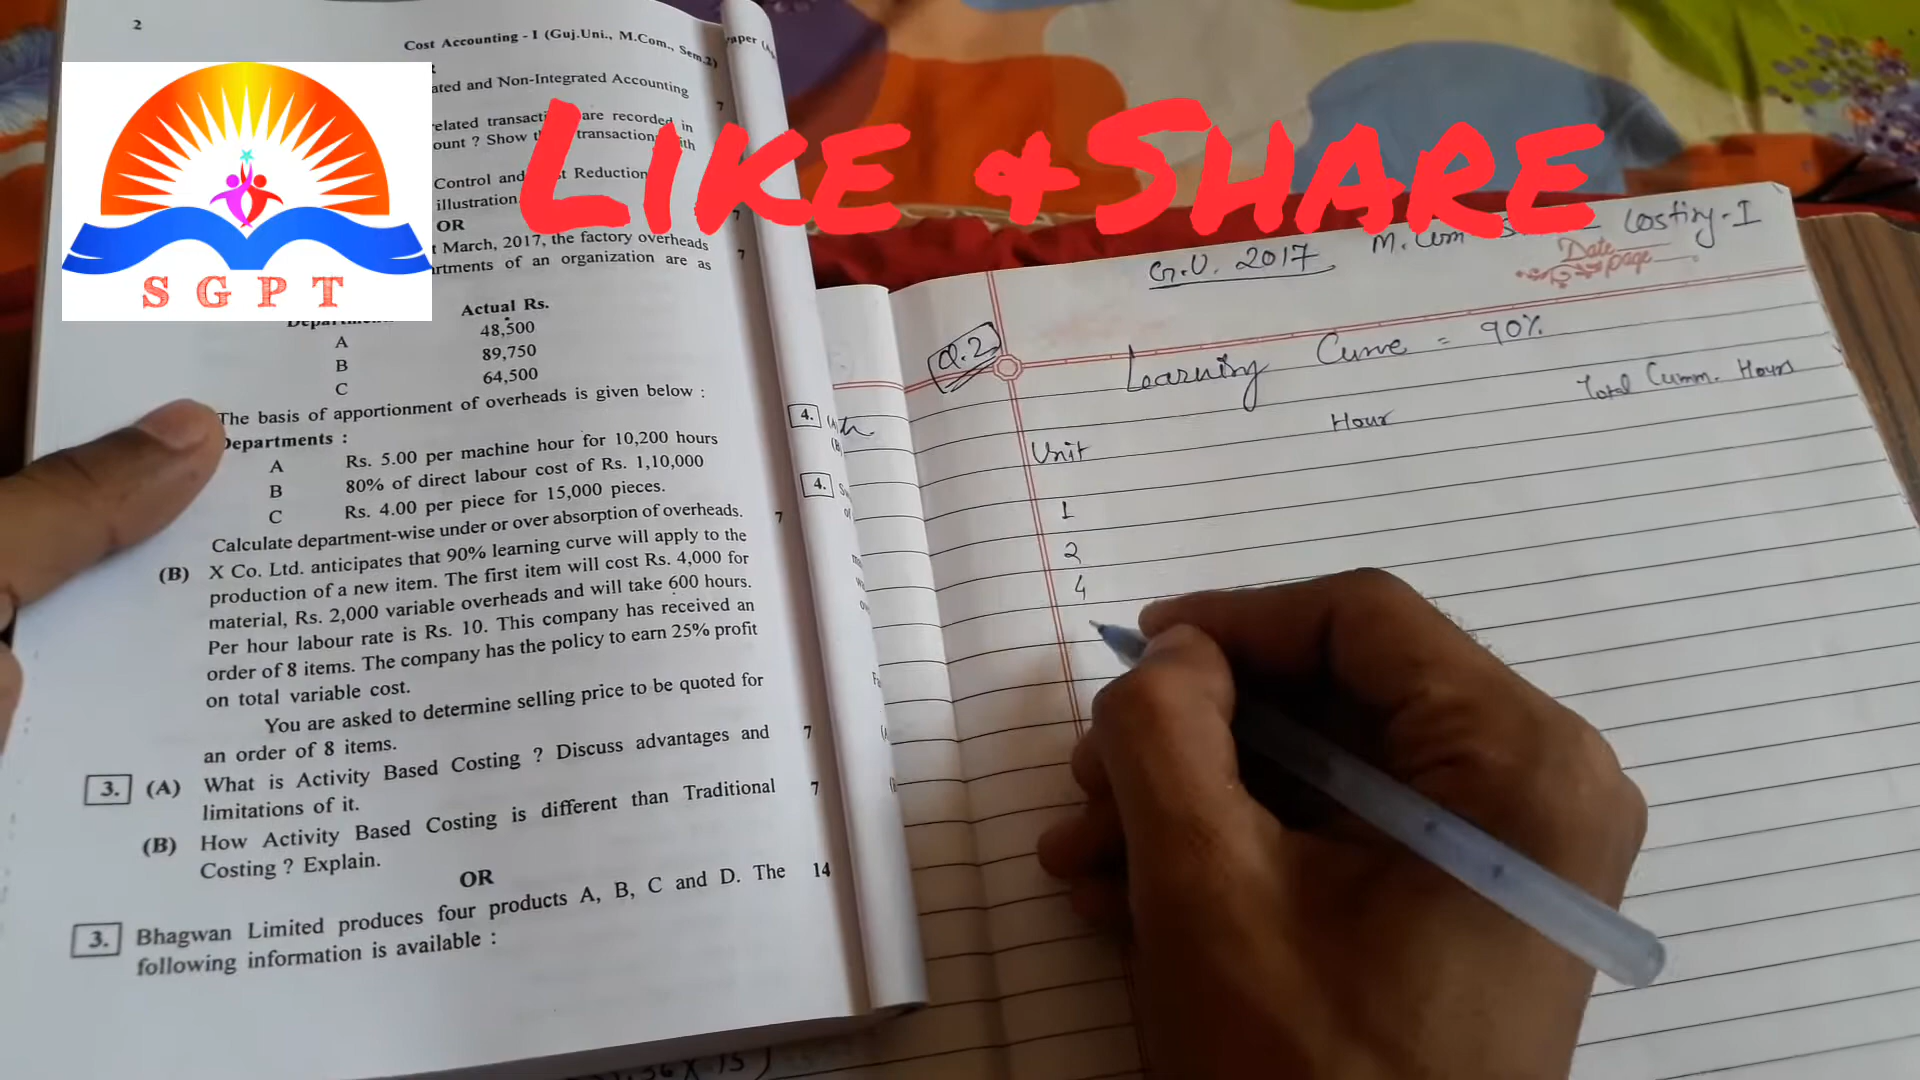 2
Cost Accounting - I (Guj.Uni., M.Com., Sem.2)
ated and Non-Integrated Accounting
7
elated transacti are recorded in
ount ? Show t transaction ith
Control and t Reduction
illustration.
7
OR
t March, 2017, the factory overheads
7
rtments of an organization are as
Actual Rs.
A 48,500
B 89,750
C 64,500
The basis of apportionment of overheads is given below :
Departments :
A Rs. 5.00 per machine hour for 10,200 hours
B 80% of direct labour cost of Rs. 1,10,000
C Rs. 4.00 per piece for 15,000 pieces.
Calculate department-wise under or over absorption of overheads.
(B) X Co. Ltd. anticipates that 90% learning curve will apply to the 7
production of a new item. The first item will cost Rs. 4,000 for
material, Rs. 2,000 variable overheads and will take 600 hours.
Per hour labour rate is Rs. 10. This company has received an
order of 8 items. The company has the policy to earn 25% profit
on total variable cost.
You are asked to determine selling price to be quoted for
an order of 8 items.
3. (A) What is Activity Based Costing ? Discuss advantages and 7
limitations of it.
(B) How Activity Based Costing is different than Traditional 7
Costing ? Explain.
OR
3. Bhagwan Limited produces four products A, B, C and D. The 14
following information is available :
SGPT
LIKE & SHARE
4.
4.
G.U. 2017 M.Com Costing-I
Date
Page
Q.2
Learning Curve = 90%
Unit Hour Total Cumm. Hours
1
2
4